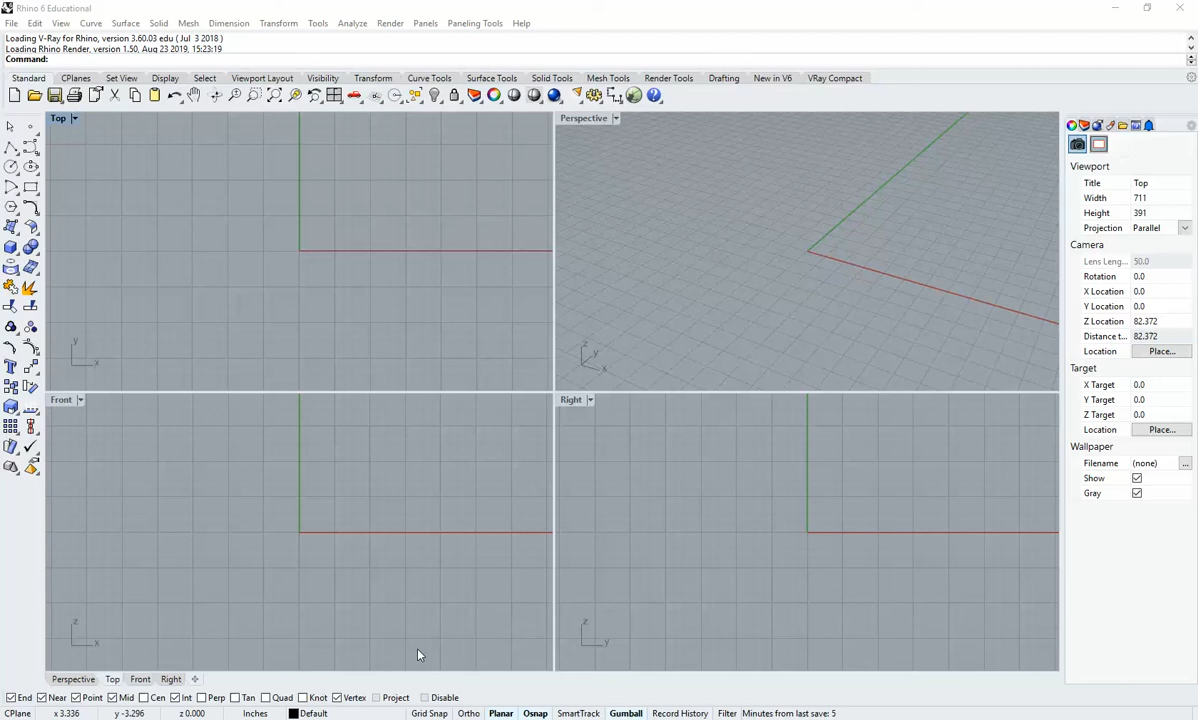 Rhino 6 Educational
File Edit View Curve Surface Solid Mesh Dimension Transform Tools Analyze Render Panels Paneling Tools Help
Loading V-Ray for Rhino, version 3.60.03 edu ( Jul  3 2018 )
Loading Rhino Render, version 1.50, Aug 23 2019, 15:23:19
Command:
Standard CPlanes Set View Display Select Viewport Layout Visibility Transform Curve Tools Surface Tools Solid Tools Mesh Tools Render Tools Drafting New in V6 VRay Compact
Top
Perspective
Viewport
Title Top
Width 711
Height 391
Projection Parallel
Camera
Lens Leng... 50.0
Rotation 0.0
X Location 0.0
Y Location 0.0
Z Location 82.372
Distance t... 82.372
Location Place...
Target
X Target 0.0
Y Target 0.0
Z Target 0.0
Location Place...
Wallpaper
Filename (none) ...
Show
Gray
y
x
z
y
x
Front
Right
z
x
z
y
Perspective Top Front Right
End Near Point Mid Cen Int Perp Tan Quad Knot Vertex Project Disable
CPlane x 3.336 y -3.296 z 0.000 Inches Default Grid Snap Ortho Planar Osnap SmartTrack Gumball Record History Filter Minutes from last save: 5